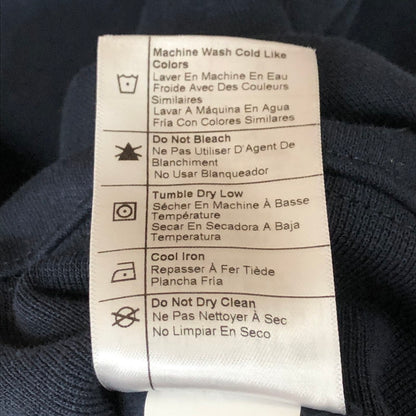 Machine Wash Cold Like
Colors
Laver En Machine En Eau
Froide Avec Des Couleurs
Similaires
Lavar A Máquina En Agua
Fría Con Colores Similares
Do Not Bleach
Ne Pas Utiliser D'Agent De
Blanchiment
No Usar Blanqueador
Tumble Dry Low
Sécher En Machine À Basse
Température
Secar En Secadora A Baja
Temperatura
Cool Iron
Repasser À Fer Tiède
Plancha Fría
Do Not Dry Clean
Ne Pas Nettoyer À Sec
No Limpiar En Seco